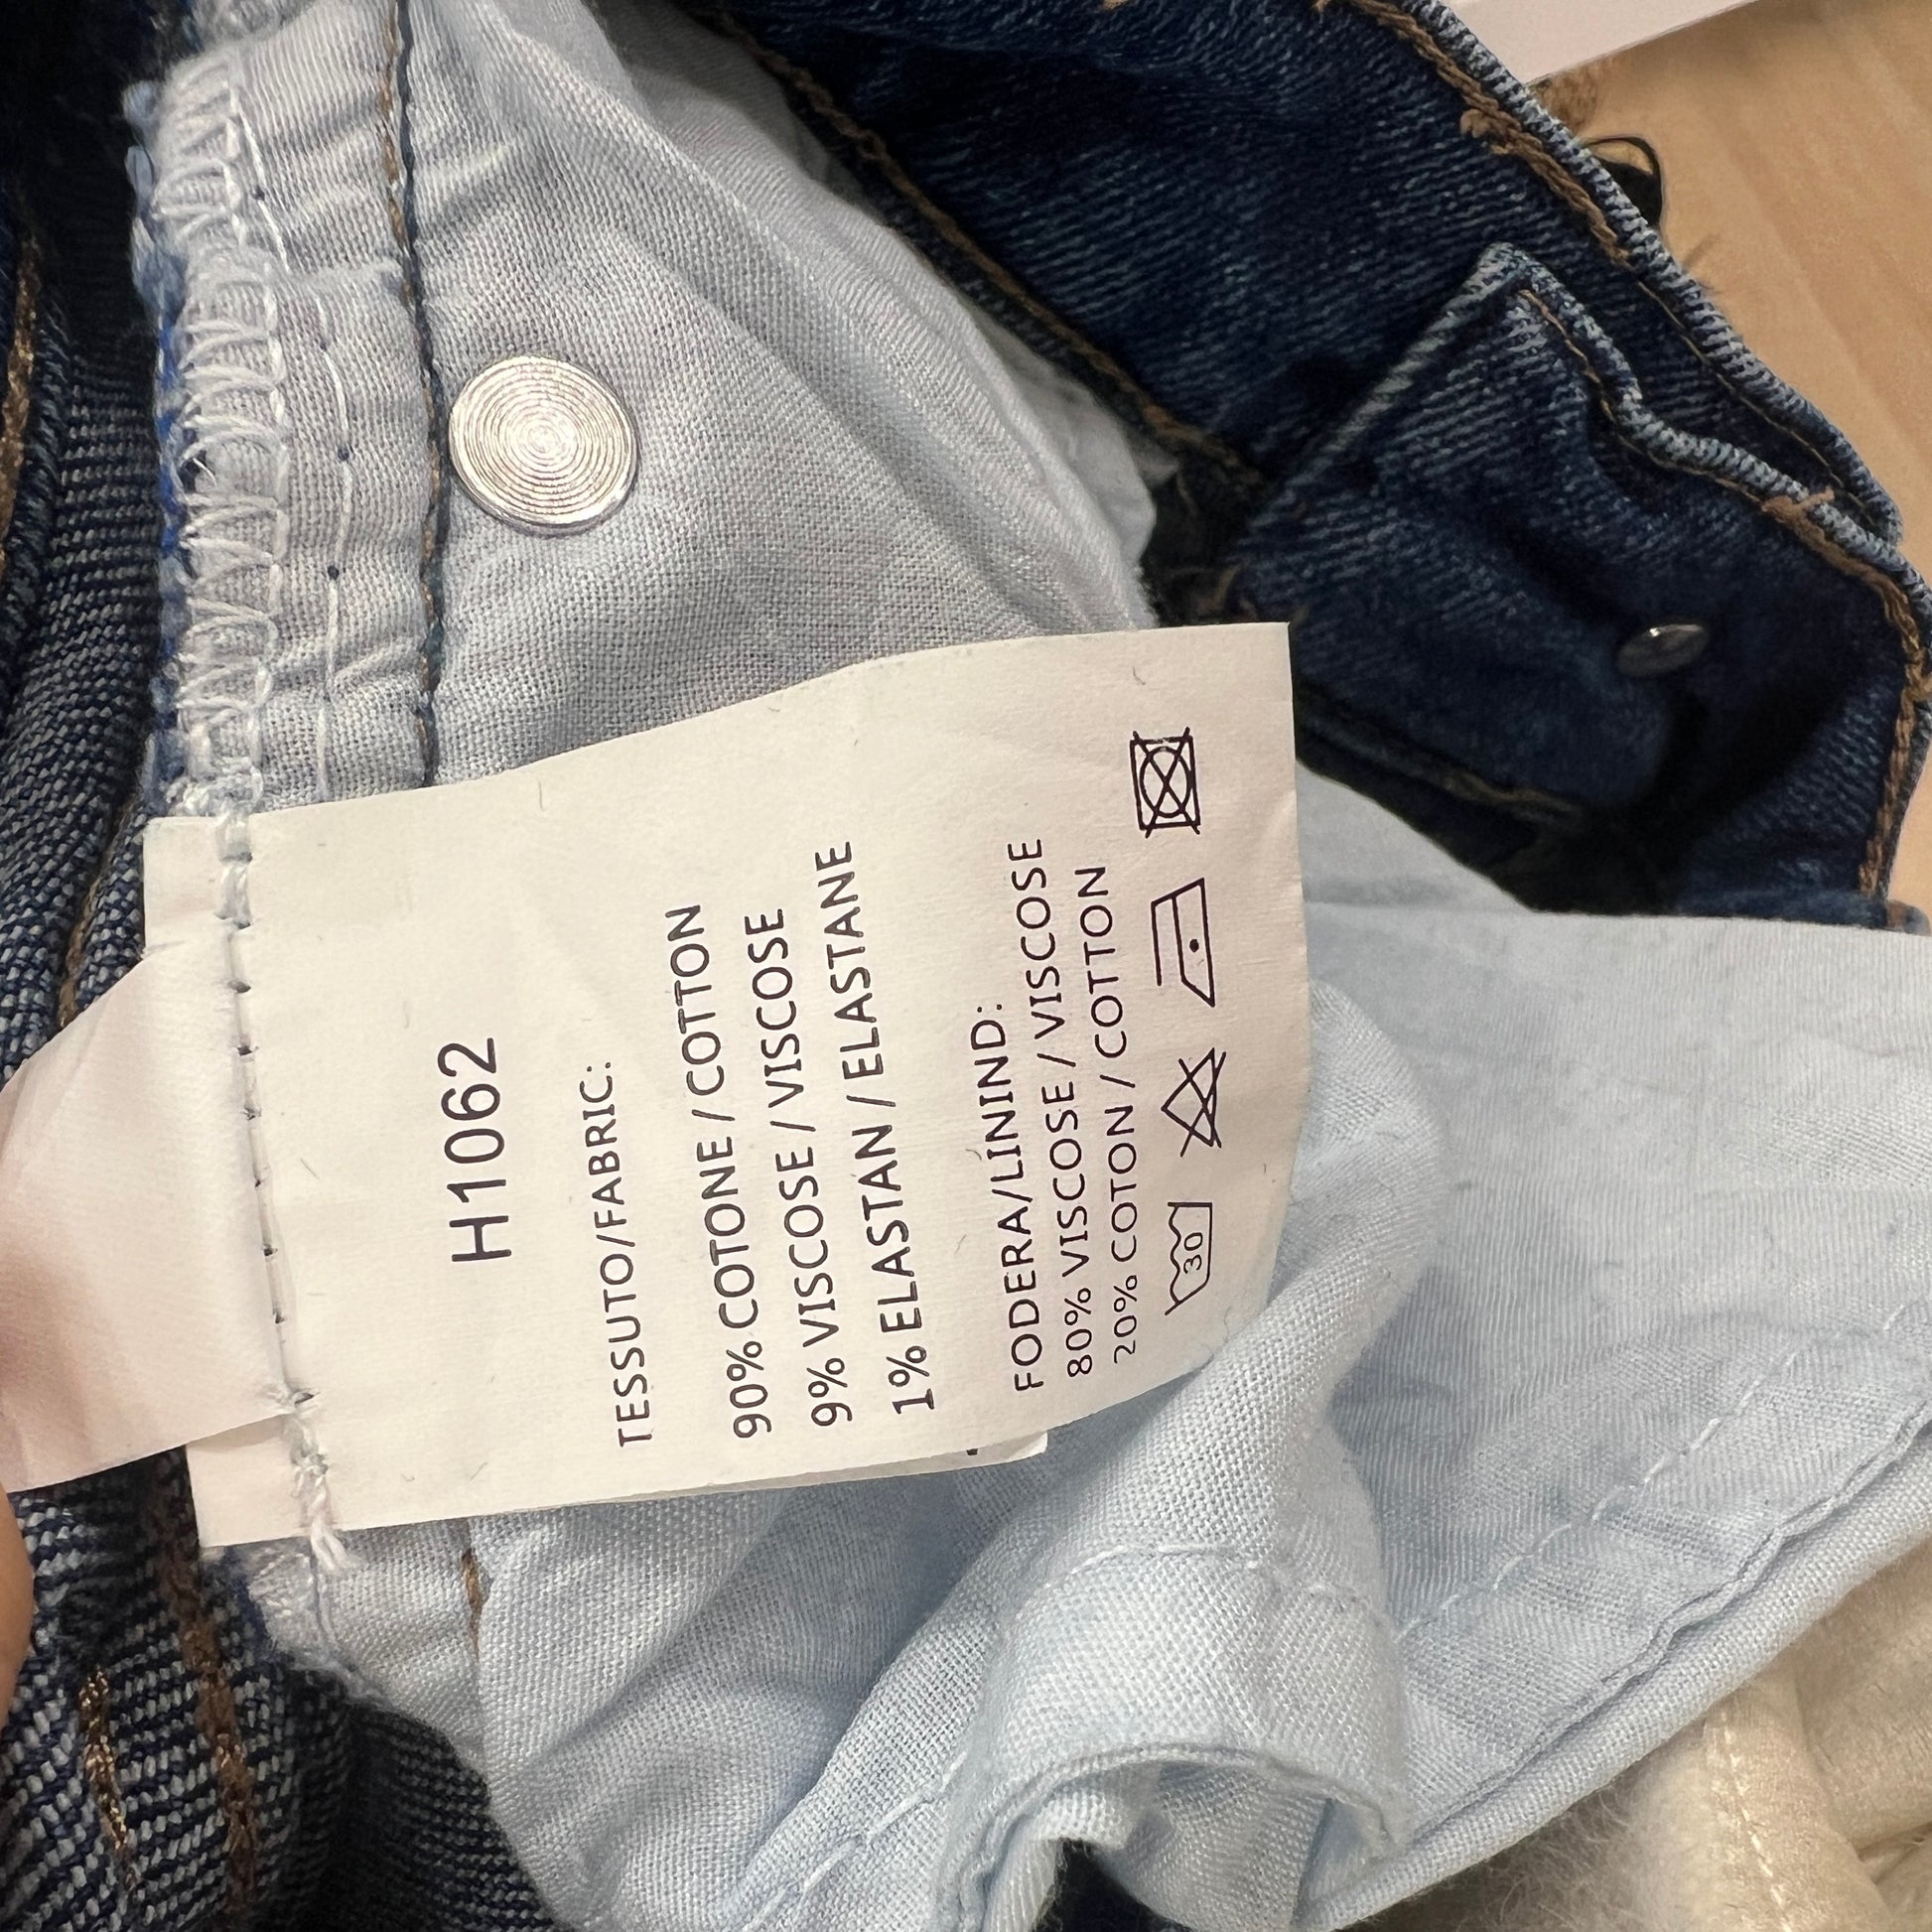 H1062
TESSUTO/FABRIC:
90% COTONE / COTTON
9% VISCOSE / VISCOSE
1% ELASTAN / ELASTANE
FODERA/LININD:
80% VISCOSE / VISCOSE
20% COTON / COTTON
30